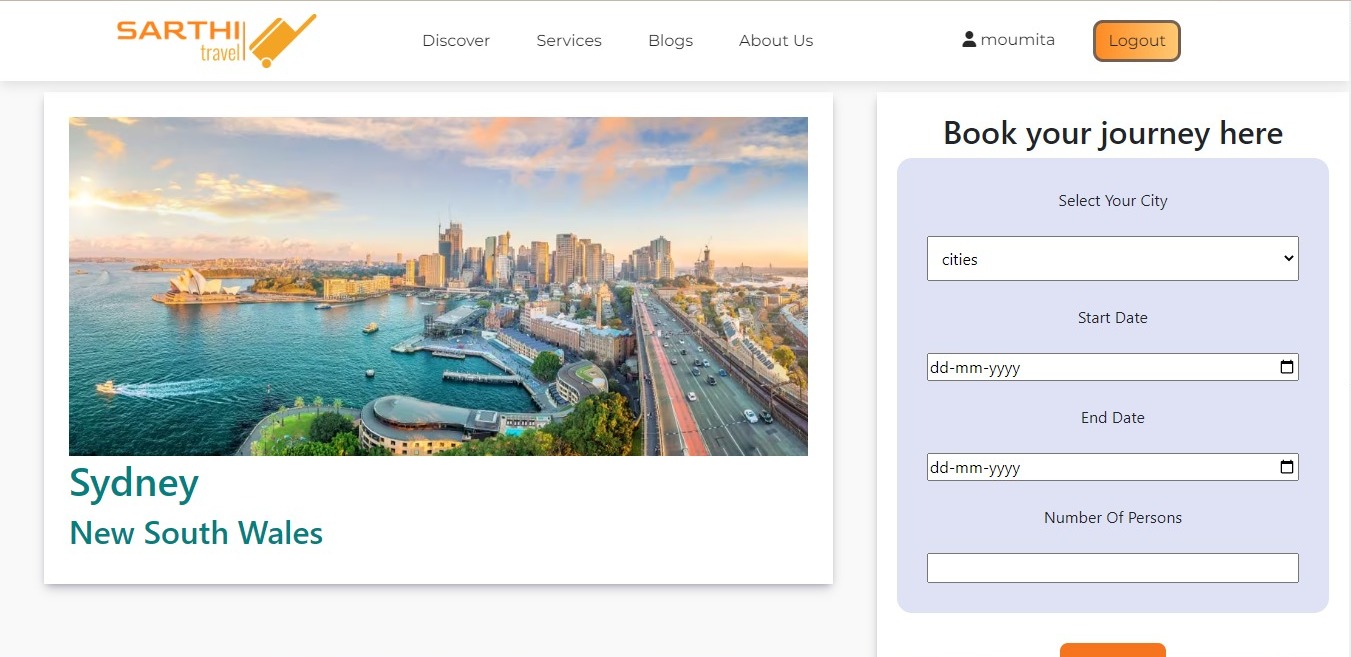 SARTHI
travel
Discover
Services
Blogs
About Us
moumita
Logout
Sydney
New South Wales
Book your journey here
Select Your City
cities
Start Date
dd-mm-yyyy
End Date
dd-mm-yyyy
Number Of Persons